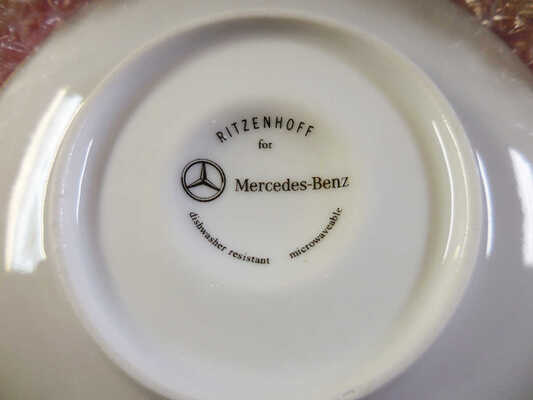 RITZENHOFF
for
Mercedes-Benz
dishwasher resistant microwaveable